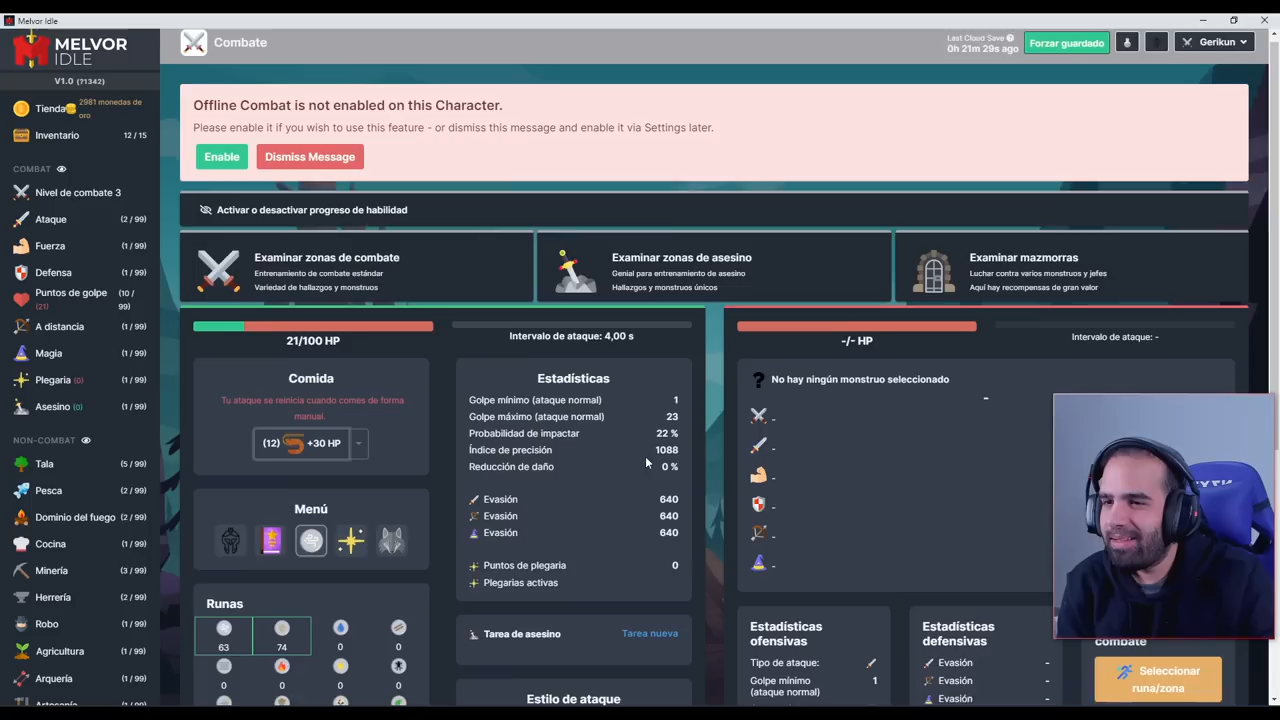 Melvor Idle
MELVOR
IDLE
V1.0 (?1342)
Tienda
2981 monedas de
oro
Inventario
12 / 15
COMBAT
Nivel de combate 3
Ataque
(2 / 99)
Fuerza
(1 / 99)
Defensa
(1 / 99)
Puntos de golpe
(21)
(10 /
99)
A distancia
(1 / 99)
Magia
(1 / 99)
Plegaria (0)
(1 / 99)
Asesino (0)
(1 / 99)
NON-COMBAT
Tala
(5 / 99)
Pesca
(2 / 99)
Dominio del fuego
(2 / 99)
Cocina
(1 / 99)
Minería
(3 / 99)
Herrería
(2 / 99)
Robo
(1 / 99)
Agricultura
(1 / 99)
Arquería
(1 / 99)
Combate
Last Cloud Save
0h 21m 29s ago
Forzar guardado
Gerikun
Offline Combat is not enabled on this Character.
Please enable it if you wish to use this feature - or dismiss this message and enable it via Settings later.
Enable
Dismiss Message
Activar o desactivar progreso de habilidad
Examinar zonas de combate
Entrenamiento de combate estándar
Variedad de hallazgos y monstruos
Examinar zonas de asesino
Genial para entrenamiento de asesino
Hallazgos y monstruos únicos
Examinar mazmorras
Luchar contra varios monstruos y jefes
Aquí hay recompensas de gran valor
21/100 HP
Intervalo de ataque: 4,00 s
Comida
Tu ataque se reinicia cuando comes de forma
manual.
(12)
+30 HP
Menú
Runas
63
74
0
0
0
0
0
0
Estadísticas
Golpe mínimo (ataque normal)
1
Golpe máximo (ataque normal)
23
Probabilidad de impactar
22 %
Índice de precisión
1088
Reducción de daño
0 %
Evasión
640
Evasión
640
Evasión
640
Puntos de plegaria
0
Plegarias activas
Tarea de asesino
Tarea nueva
Estilo de ataque
-/- HP
Intervalo de ataque: -
No hay ningún monstruo seleccionado
-
-
-
-
-
-
-
Estadísticas
ofensivas
Tipo de ataque:
Golpe mínimo
(ataque normal)
1
Estadísticas
defensivas
Evasión
-
Evasión
-
Evasión
-
combate
Seleccionar
runa/zona